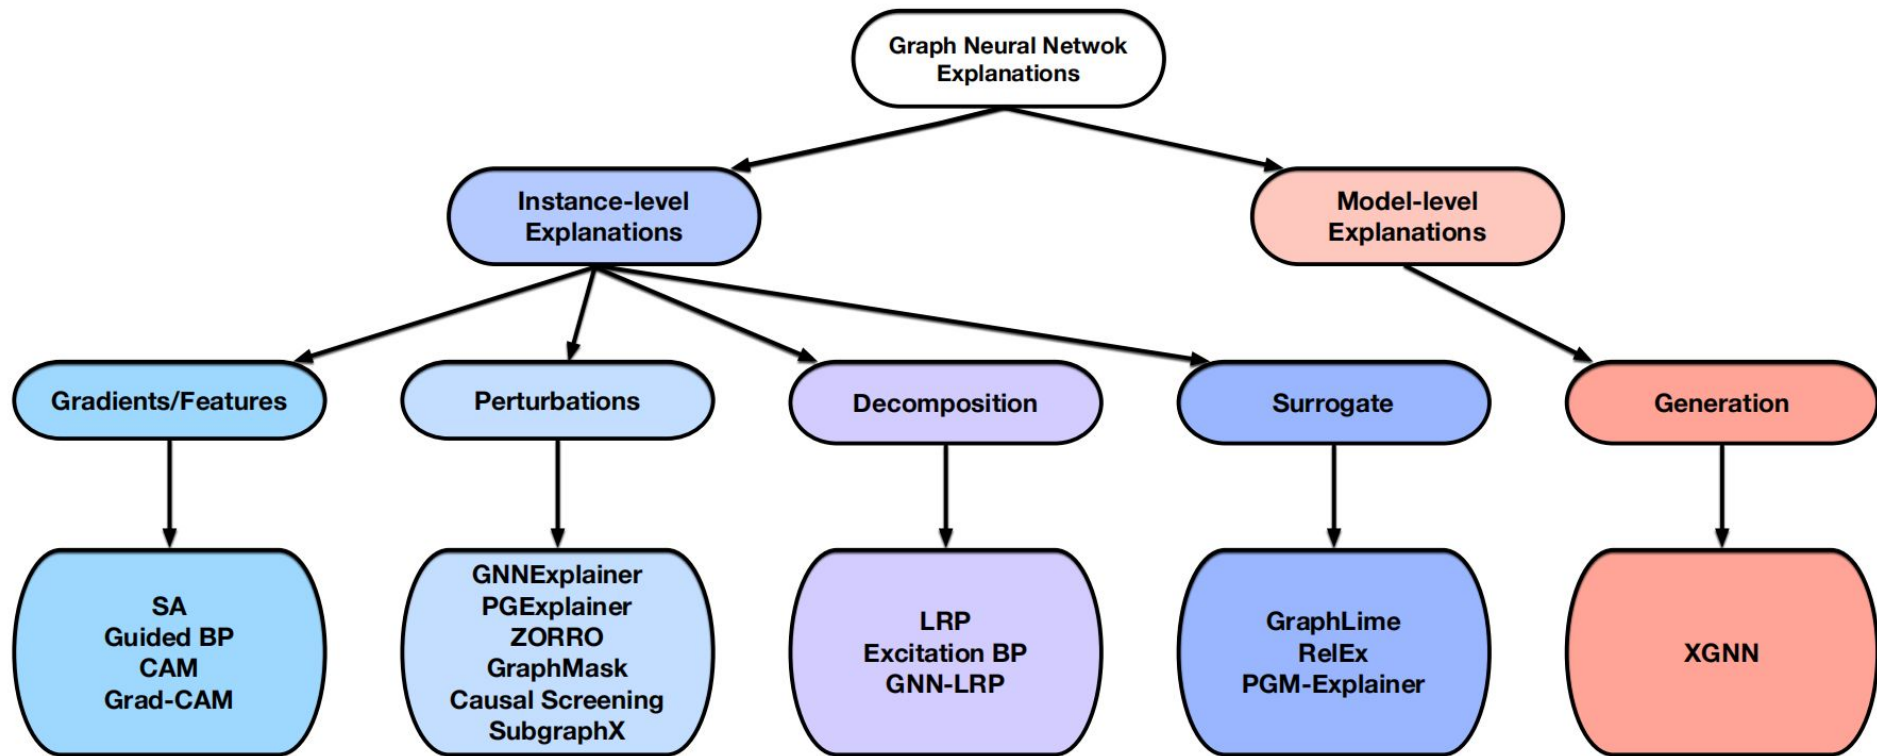 Graph Neural Netwok
Explanations
Instance-level
Explanations
Model-level
Explanations
Gradients/Features
Perturbations
Decomposition
Surrogate
Generation
SA
Guided BP
CAM
Grad-CAM
GNNExplainer
PGExplainer
ZORRO
GraphMask
Causal Screening
SubgraphX
LRP
Excitation BP
GNN-LRP
GraphLime
RelEx
PGM-Explainer
XGNN